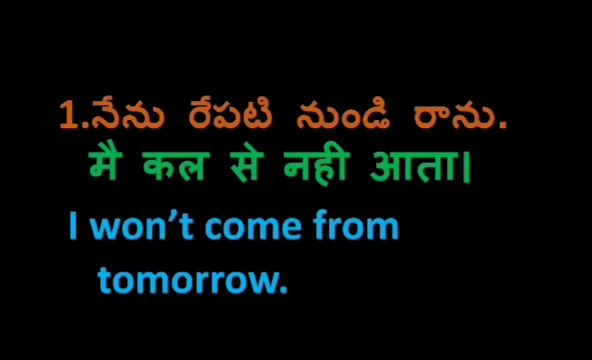 1.నేను రేపటి నుండి రాను.
मै कल से नही आता।
I won't come from
tomorrow.